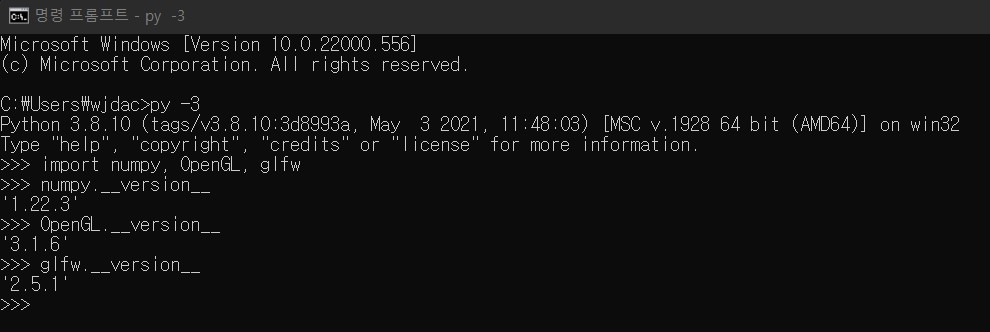 명령 프롬프트 - py  -3
Microsoft Windows [Version 10.0.22000.556]
(c) Microsoft Corporation. All rights reserved.
C:₩Users₩wjdac>py -3
Python 3.8.10 (tags/v3.8.10:3d8993a, May  3 2021, 11:48:03) [MSC v.1928 64 bit (AMD64)] on win32
Type "help", "copyright", "credits" or "license" for more information.
>>> import numpy, OpenGL, glfw
>>> numpy.__version__
'1.22.3'
>>> OpenGL.__version__
'3.1.6'
>>> glfw.__version__
'2.5.1'
>>>